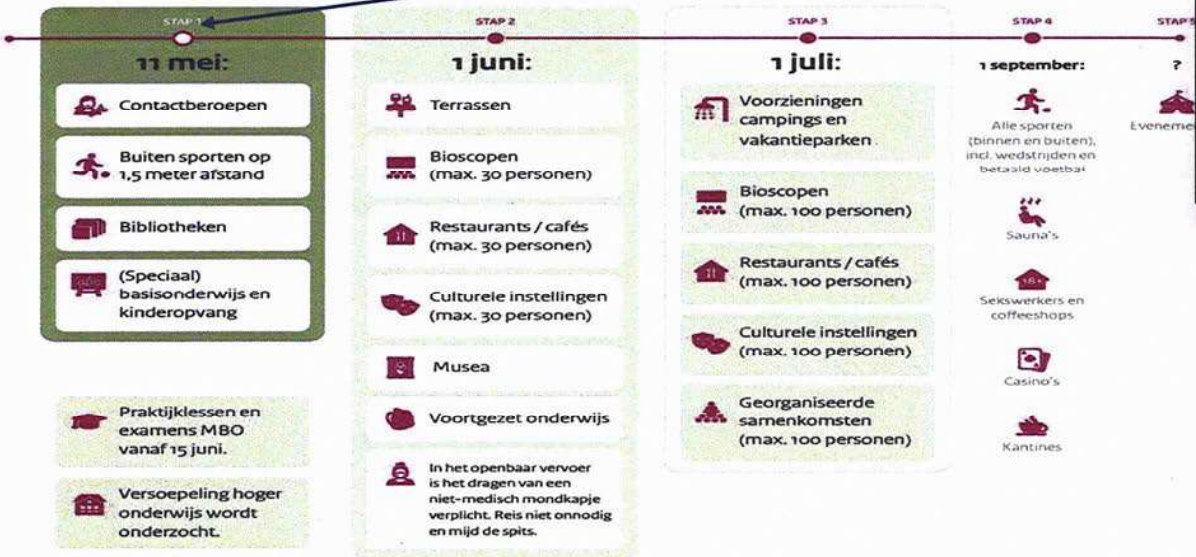 STAP 1
11 mei:
Contactberoepen
Buiten sporten op
1,5 meter afstand
Bibliotheken
(Speciaal)
basisonderwijs en
kinderopvang
Praktijklessen en
examens MBO
vanaf 15 juni.
Versoepeling hoger
onderwijs wordt
onderzocht.
STAP 2
1 juni:
Terrassen
Bioscopen
(max. 30 personen)
Restaurants / cafés
(max. 30 personen)
Culturele instellingen
(max. 30 personen)
Musea
Voortgezet onderwijs
In het openbaar vervoer
is het dragen van een
niet-medisch mondkapje
verplicht. Reis niet onnodig
en mijd de spits.
STAP 3
1 juli:
Voorzieningen
campings en
vakantieparken
Bioscopen
(max. 100 personen)
Restaurants / cafés
(max. 100 personen)
Culturele instellingen
(max. 100 personen)
Georganiseerde
samenkomsten
(max. 100 personen)
STAP 4
1 september:
Alle sporten
(binnen en buiten),
incl. wedstrijden en
betaald voetbal
Sauna's
18+
Sekswerkers en
coffeeshops
Casino's
Kantines
STAP 5
?
Eveneme